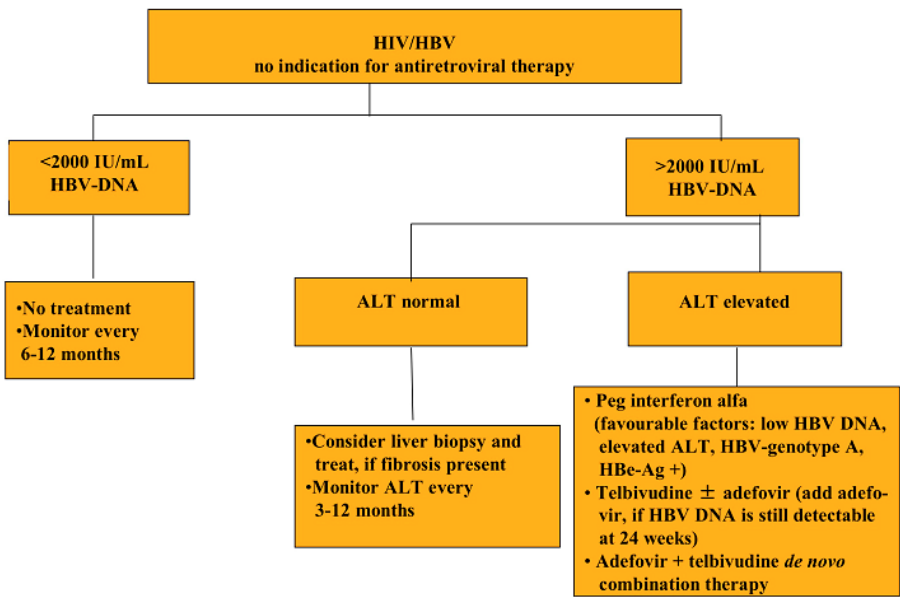 HIV/HBV
no indication for antiretroviral therapy
<2000 IU/mL
HBV-DNA
>2000 IU/mL
HBV-DNA
•No treatment
•Monitor every
6-12 months
ALT normal
ALT elevated
•Consider liver biopsy and
treat, if fibrosis present
•Monitor ALT every
3-12 months
• Peg interferon alfa
(favourable factors: low HBV DNA,
elevated ALT, HBV-genotype A,
HBe-Ag +)
• Telbivudine ± adefovir (add adefo-
vir, if HBV DNA is still detectable
at 24 weeks)
• Adefovir + telbivudine de novo
combination therapy